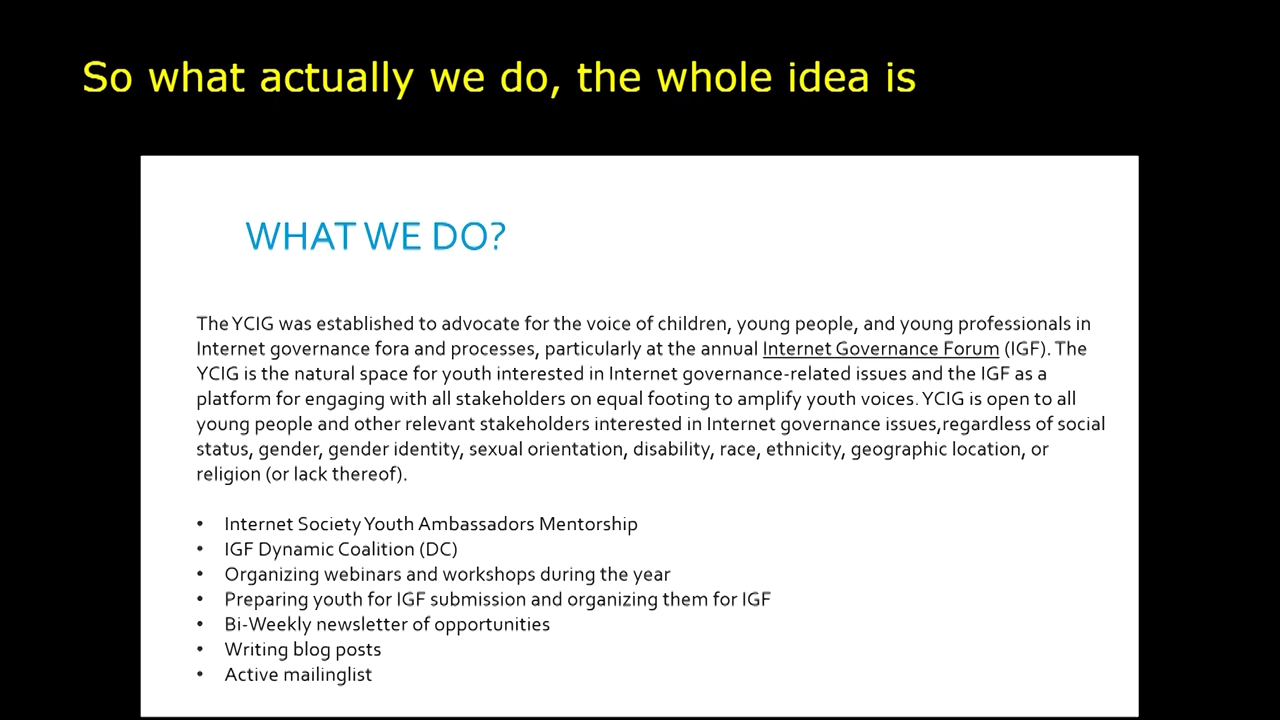 So what actually we do, the whole idea is
WHAT WE DO?
The YCIG was established to advocate for the voice of children, young people, and young professionals in
Internet governance fora and processes, particularly at the annual Internet Governance Forum (IGF). The
YCIG is the natural space for youth interested in Internet governance-related issues and the IGF as a
platform for engaging with all stakeholders on equal footing to amplify youth voices. YCIG is open to all
young people and other relevant stakeholders interested in Internet governance issues,regardless of social
status, gender, gender identity, sexual orientation, disability, race, ethnicity, geographic location, or
religion (or lack thereof).
• Internet Society Youth Ambassadors Mentorship
• IGF Dynamic Coalition (DC)
• Organizing webinars and workshops during the year
• Preparing youth for IGF submission and organizing them for IGF
• Bi-Weekly newsletter of opportunities
• Writing blog posts
• Active mailinglist